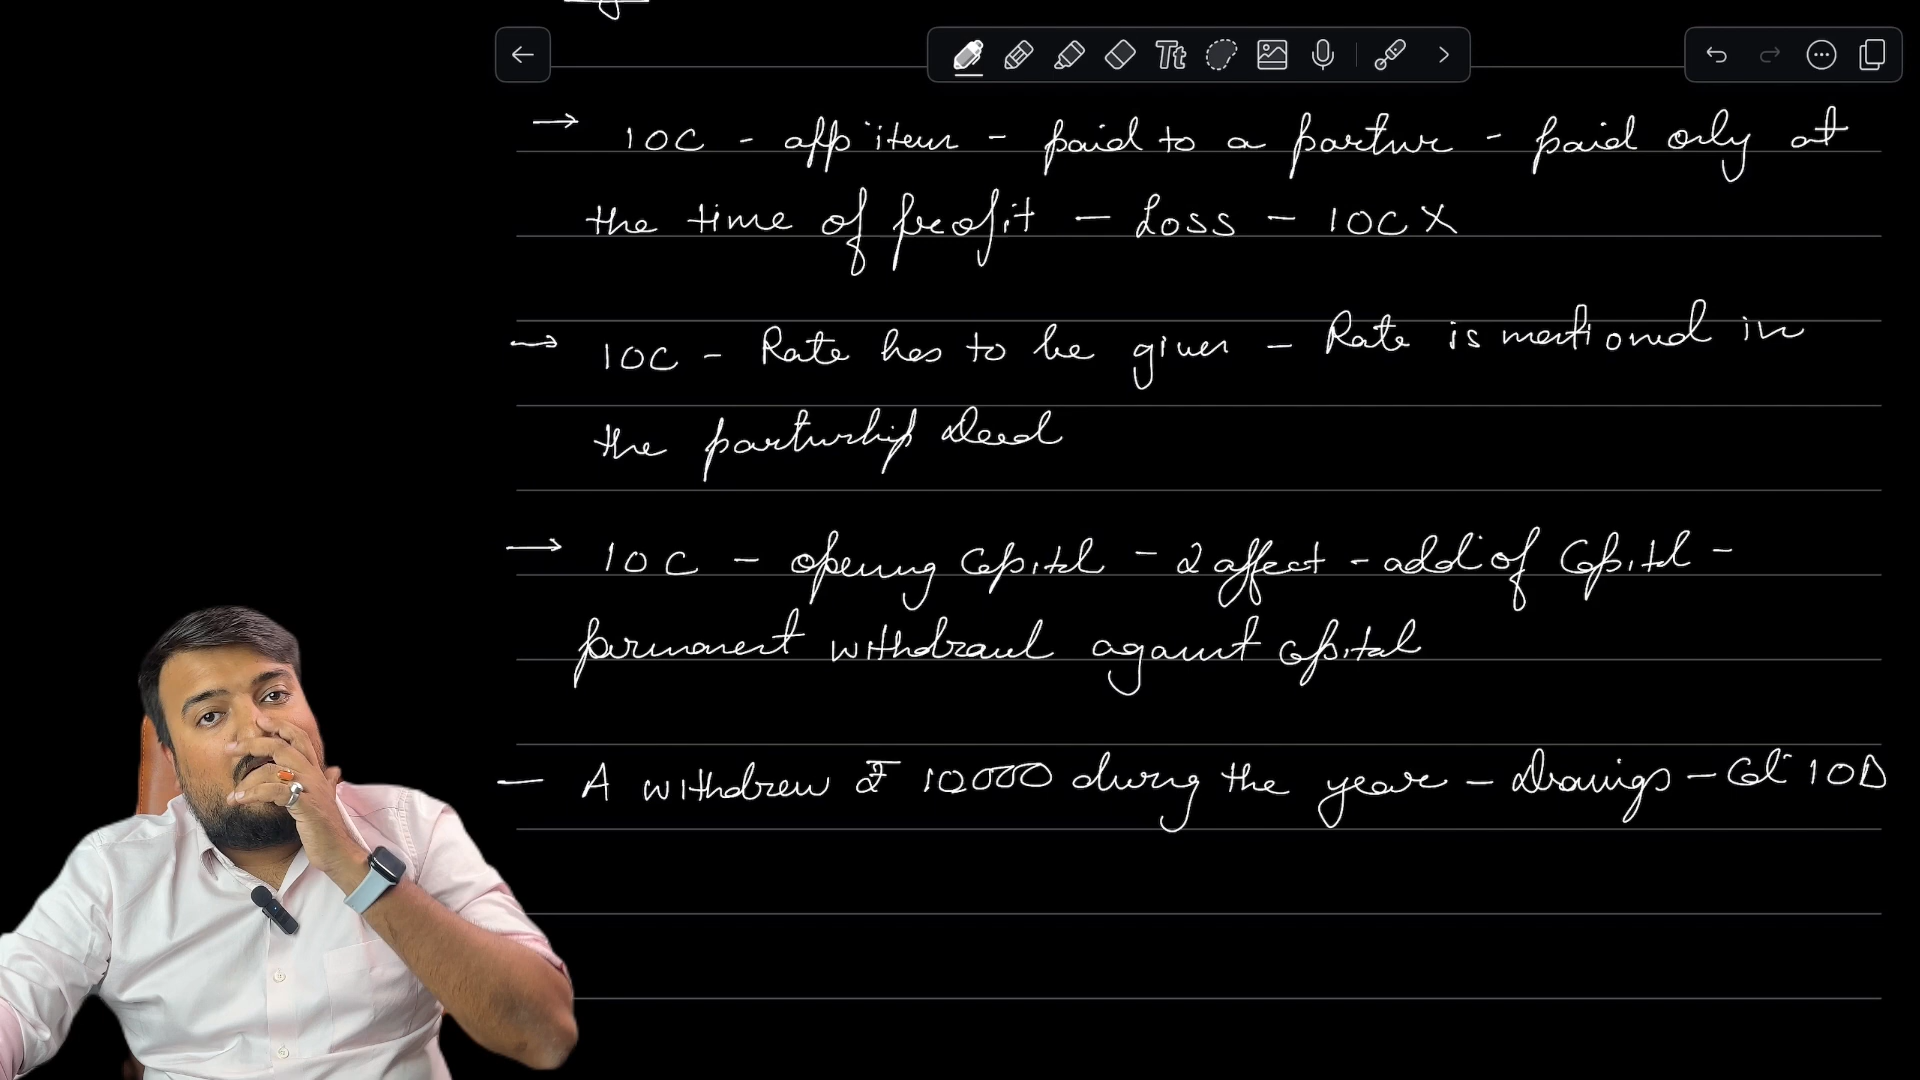 Tt
→ IOC - app item - paid to a partner - paid only at
the time of profit - Loss - IOC X
→ IOC - Rate has to be given - Rate is mentioned in
the partnership Deed
→ IOC - opening Capital - 2 affect - add of Capital -
permanent withdrawl against capital
- A withdrew ₹ 10000 during the year - Drawings - Cal IOD